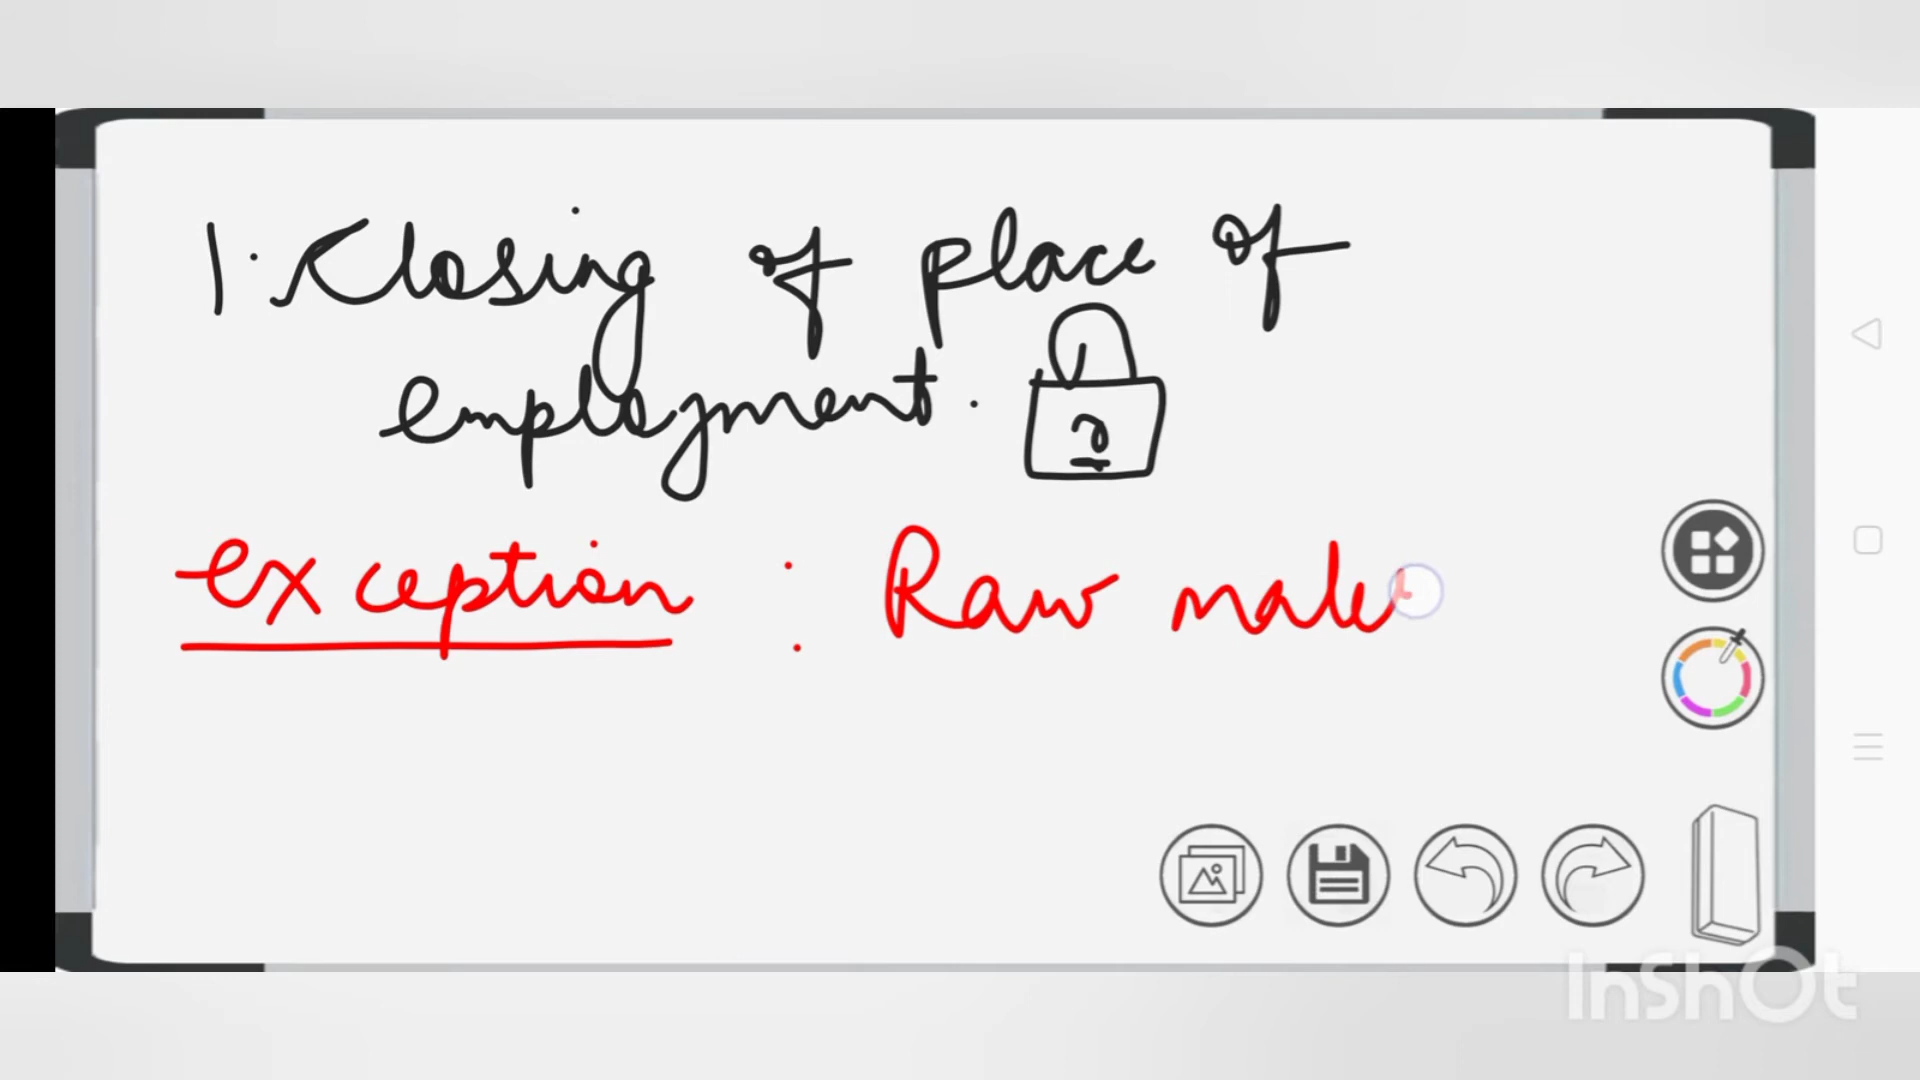 1. Closing of place of
employment.
exception : Raw mate
InShOt